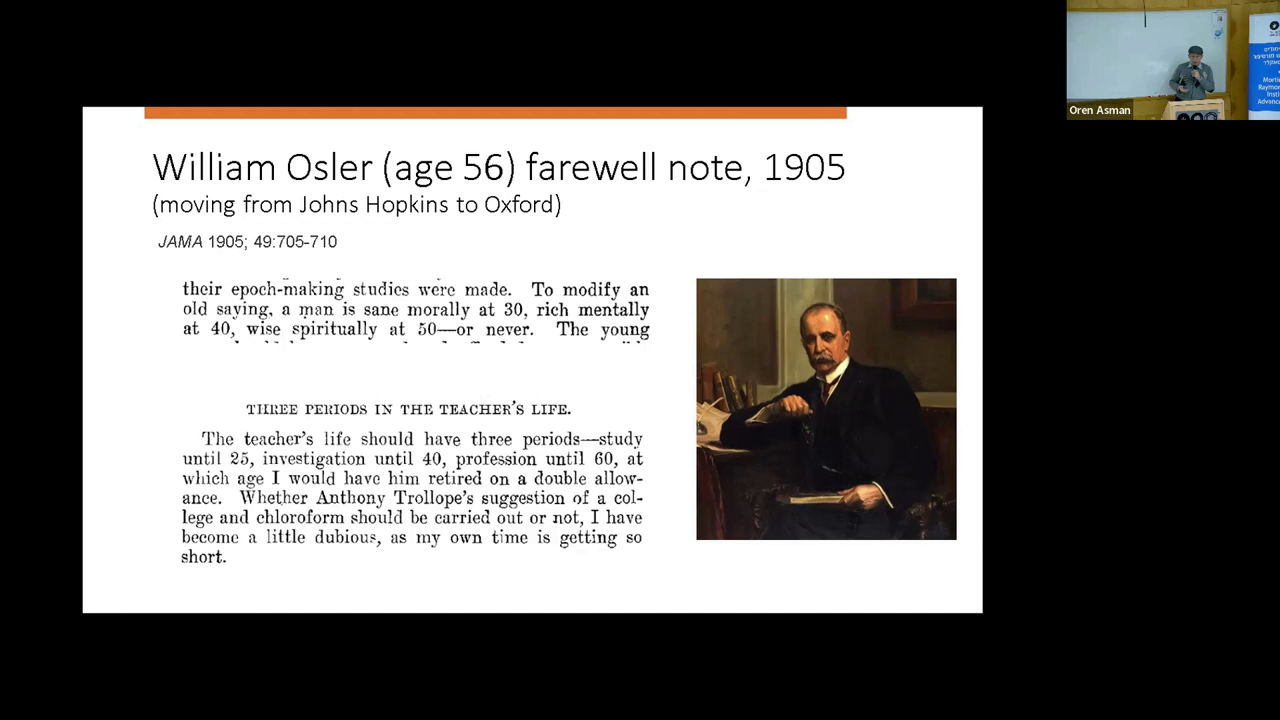 William Osler (age 56) farewell note, 1905
(moving from Johns Hopkins to Oxford)
JAMA 1905; 49:705-710
their epoch-making studies were made. To modify an
old saying, a man is sane morally at 30, rich mentally
at 40, wise spiritually at 50—or never. The young
THREE PERIODS IN THE TEACHER'S LIFE.
The teacher's life should have three periods—study
until 25, investigation until 40, profession until 60, at
which age I would have him retired on a double allow-
ance. Whether Anthony Trollope's suggestion of a col-
lege and chloroform should be carried out or not, I have
become a little dubious, as my own time is getting so
short.
Oren Asman